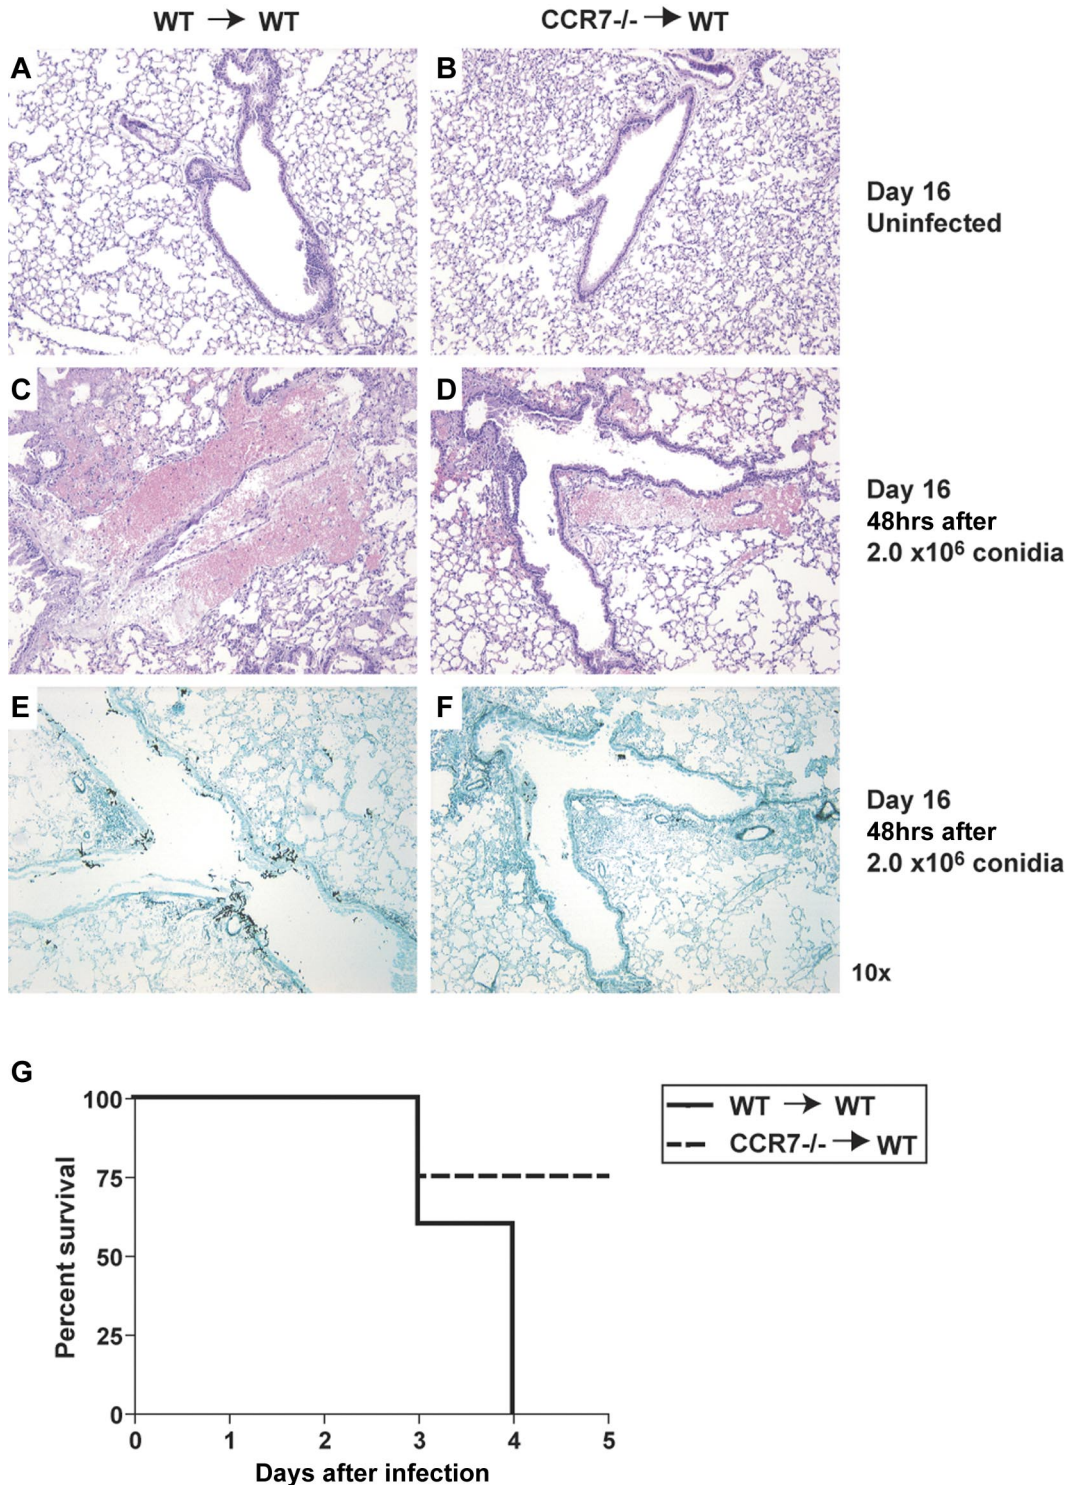 WT → WT
CCR7-/- → WT
A
B
Day 16
Uninfected
C
D
Day 16
48hrs after
2.0 x10⁶ conidia
E
F
Day 16
48hrs after
2.0 x10⁶ conidia
10x
G
100
75
50
25
0
Percent survival
0 1 2 3 4 5
Days after infection
WT → WT
CCR7-/- → WT